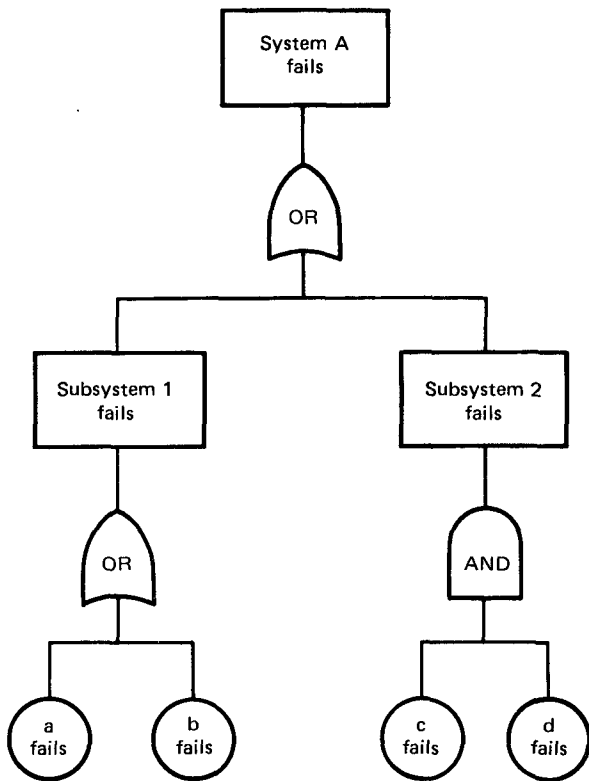 System A
fails
OR
Subsystem 1
fails
Subsystem 2
fails
OR
AND
a
fails
b
fails
c
fails
d
fails